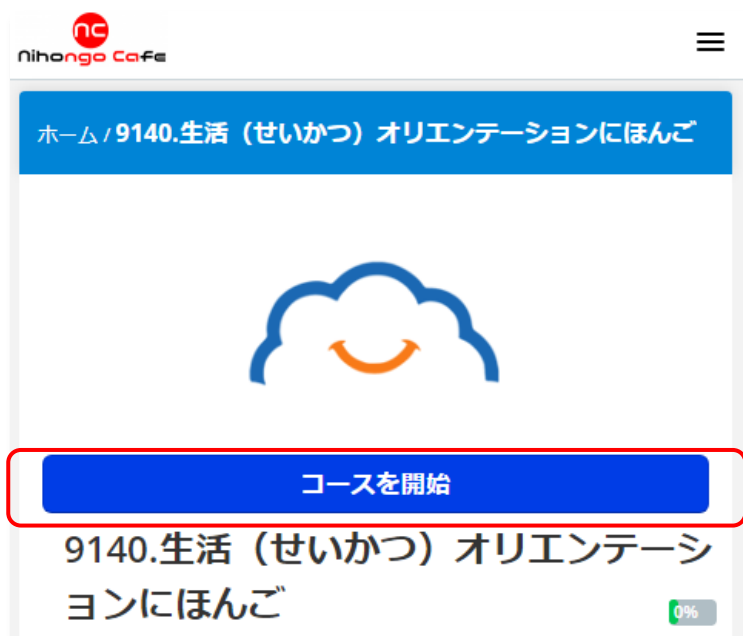 nc
Nihongo Cafe
ホーム / 9140.生活（せいかつ）オリエンテーションにほんご
コースを開始
9140.生活（せいかつ）オリエンテーシ
ョンにほんご
0%